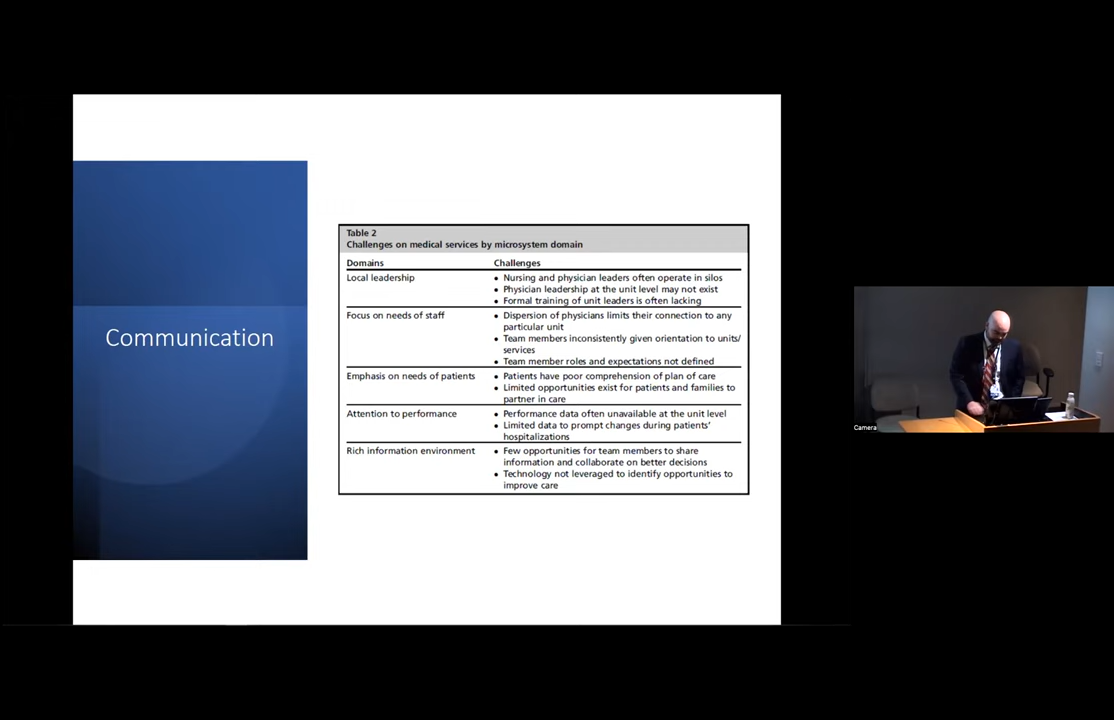 Communication
Table 2
Challenges on medical services by microsystem domain
Domains Challenges
Local leadership • Nursing and physician leaders often operate in silos
• Physician leadership at the unit level may not exist
• Formal training of unit leaders is often lacking
Focus on needs of staff • Dispersion of physicians limits their connection to any
particular unit
• Team members inconsistently given orientation to units/
services
• Team member roles and expectations not defined
Emphasis on needs of patients • Patients have poor comprehension of plan of care
• Limited opportunities exist for patients and families to
partner in care
Attention to performance • Performance data often unavailable at the unit level
• Limited data to prompt changes during patients'
hospitalizations
Rich information environment • Few opportunities for team members to share
information and collaborate on better decisions
• Technology not leveraged to identify opportunities to
improve care
Camera